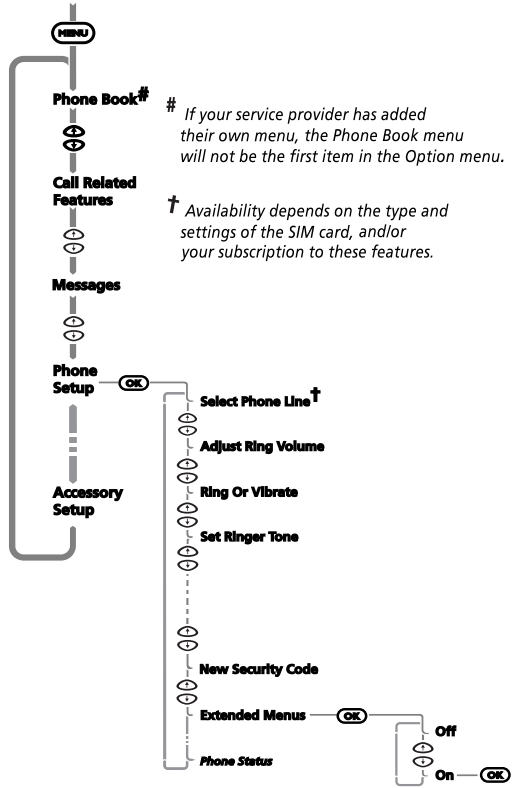 MENU
Phone Book#
# If your service provider has added
their own menu, the Phone Book menu
will not be the first item in the Option menu.
Call Related
Features
† Availability depends on the type and
settings of the SIM card, and/or
your subscription to these features.
Messages
Phone
Setup
OK
Select Phone Line†
Adjust Ring Volume
Ring Or Vibrate
Accessory
Setup
Set Ringer Tone
New Security Code
Extended Menus
OK
Off
Phone Status
On
OK